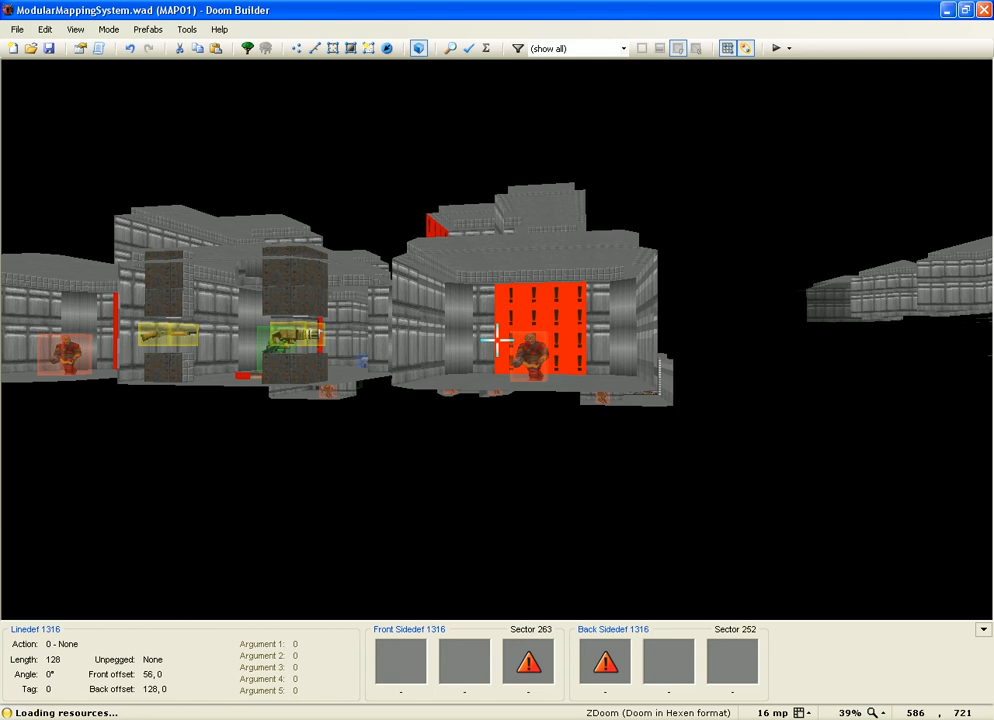 ModularMappingSystem.wad (MAP01) - Doom Builder
File Edit View Mode Prefabs Tools Help
(show all)
! ! ! !
! ! ! !
Linedef 1316
Action: 0 - None
Length: 128 Unpegged: None
Angle: 0° Front offset: 56, 0
Tag: 0 Back offset: 128, 0
Argument 1: 0
Argument 2: 0
Argument 3: 0
Argument 4: 0
Argument 5: 0
Front Sidedef 1316 Sector 263
- - -
Back Sidedef 1316 Sector 252
- - -
Loading resources... ZDoom (Doom in Hexen format) 16 mp 39% 586 , 721